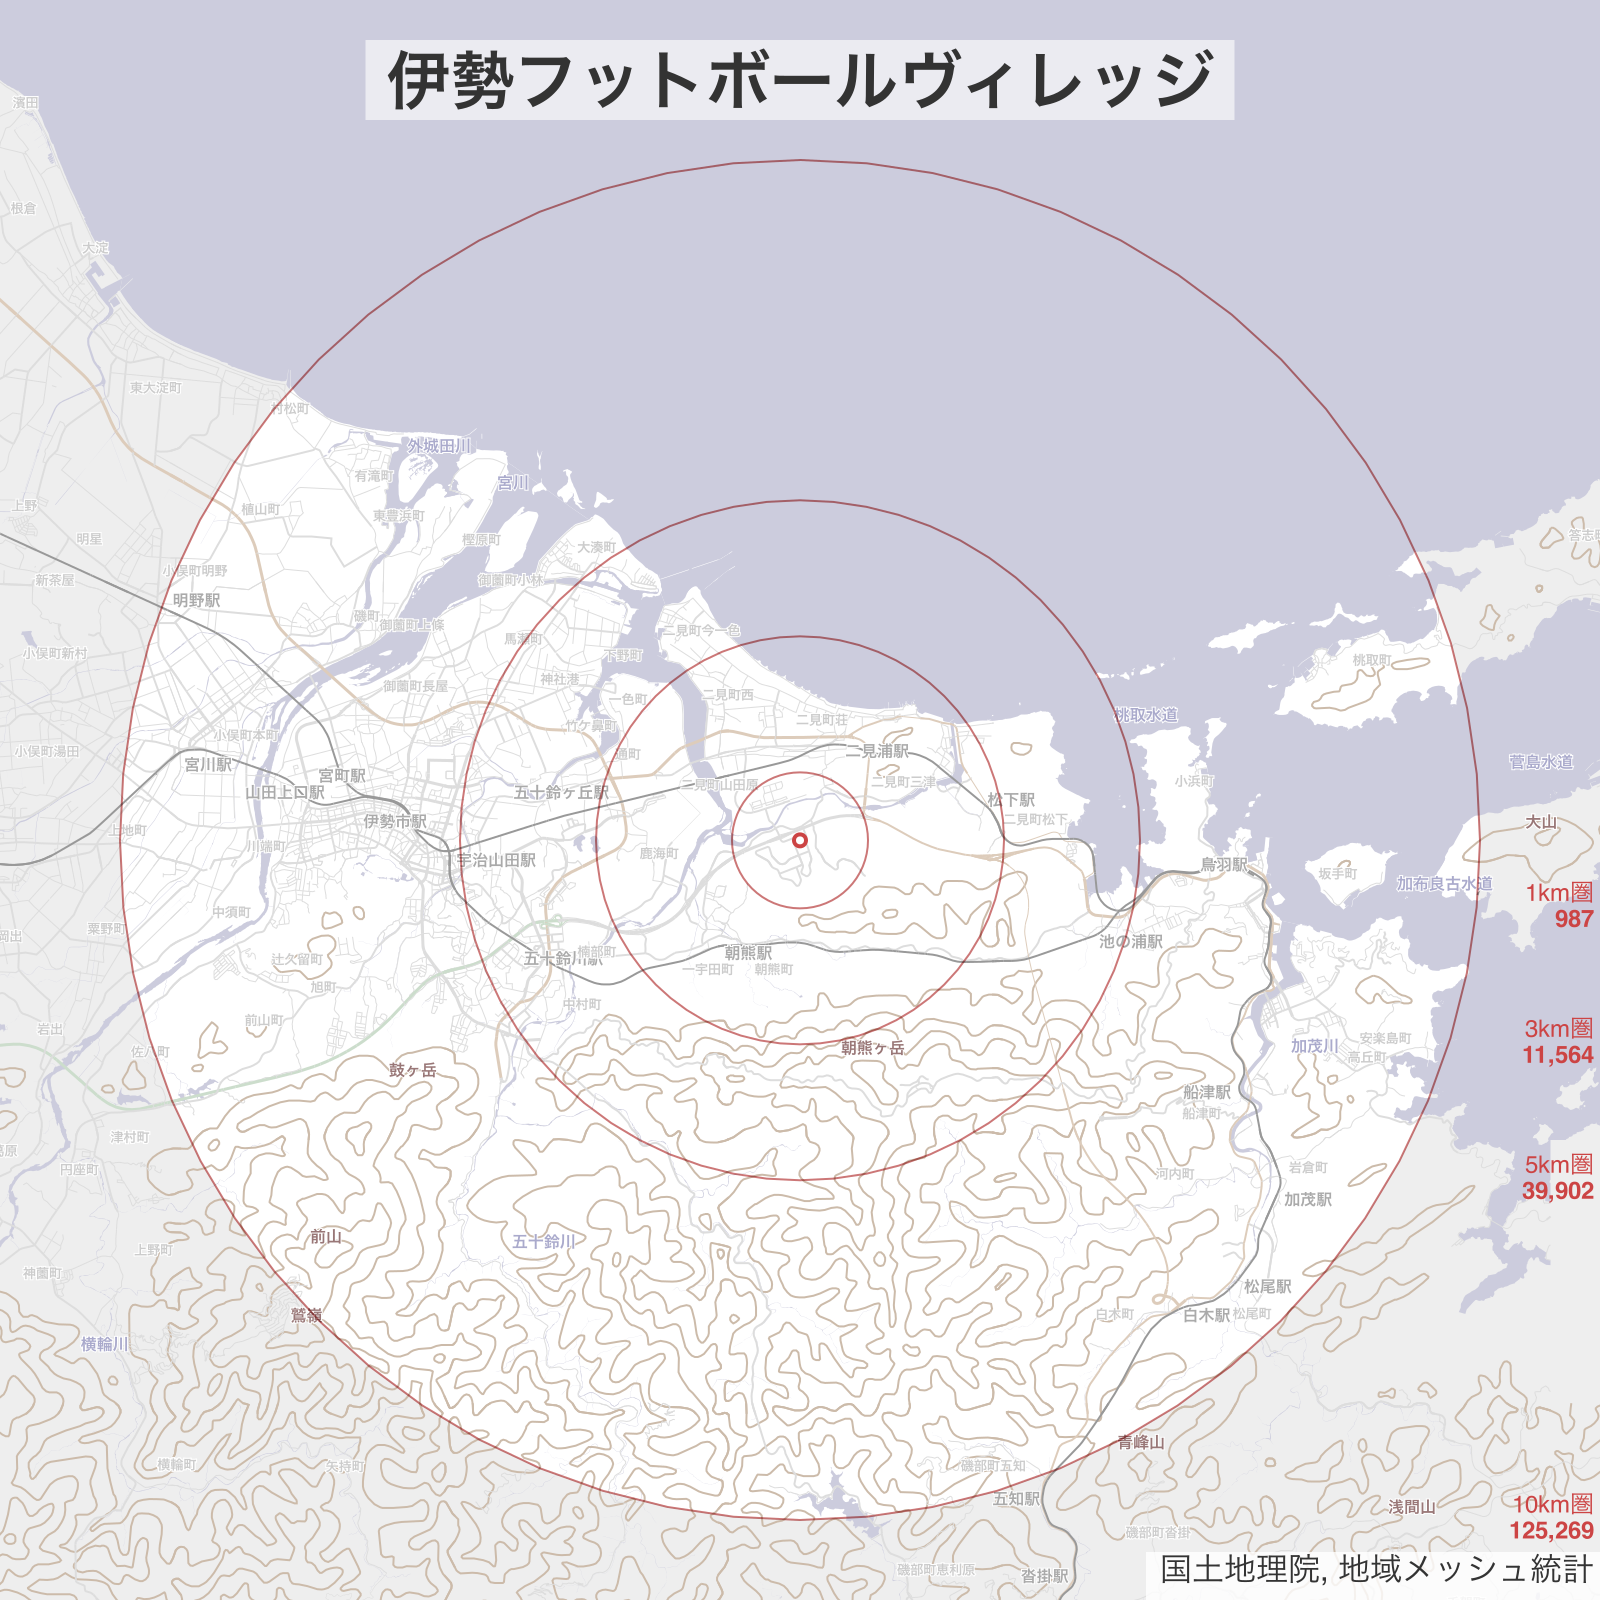 伊勢フットボールヴィレッジ
濱田
根倉
大淀
東大淀町
村松町
外城田川
有滝町
宮川
上野
植山町
東豊浜町
樫原町
大湊町
答志町
明星
新茶屋
小俣町明野
御薗町小林
明野駅
磯町
御薗町上條
馬瀬町
二見町今一色
小俣町新村
下野町
神社港
桃取町
御薗町長屋
一色町
二見町西
竹ケ鼻町
二見町荘
桃取水道
小俣町本町
小俣町湯田
通町
二見浦駅
宮川駅
宮町駅
菅島水道
山田上口駅
五十鈴ヶ丘駅
二見町山田原
二見町三津
小浜町
松下駅
伊勢市駅
二見町松下
大山
上地町
川端町
宇治山田駅
鹿海町
鳥羽駅
坂手町
加布良古水道
1km圏
987
中須町
粟野町
岡出
池の浦駅
辻久留町
五十鈴川駅
楠部町
朝熊駅
一宇田町
朝熊町
旭町
中村町
前山町
岩出
3km圏
11,564
佐八町
鼓ヶ岳
朝熊ヶ岳
加茂川
安楽島町
高丘町
船津駅
船津町
津村町
円座町
河内町
岩倉町
5km圏
39,902
加茂駅
前山
五十鈴川
上野町
神薗町
松尾駅
鷲嶺
白木町
白木駅
松尾町
横輪川
青峰山
横輪町
矢持町
磯部町五知
五知駅
浅間山
10km圏
125,269
磯部町沓掛
磯部町恵利原
沓掛駅
国土地理院, 地域メッシュ統計